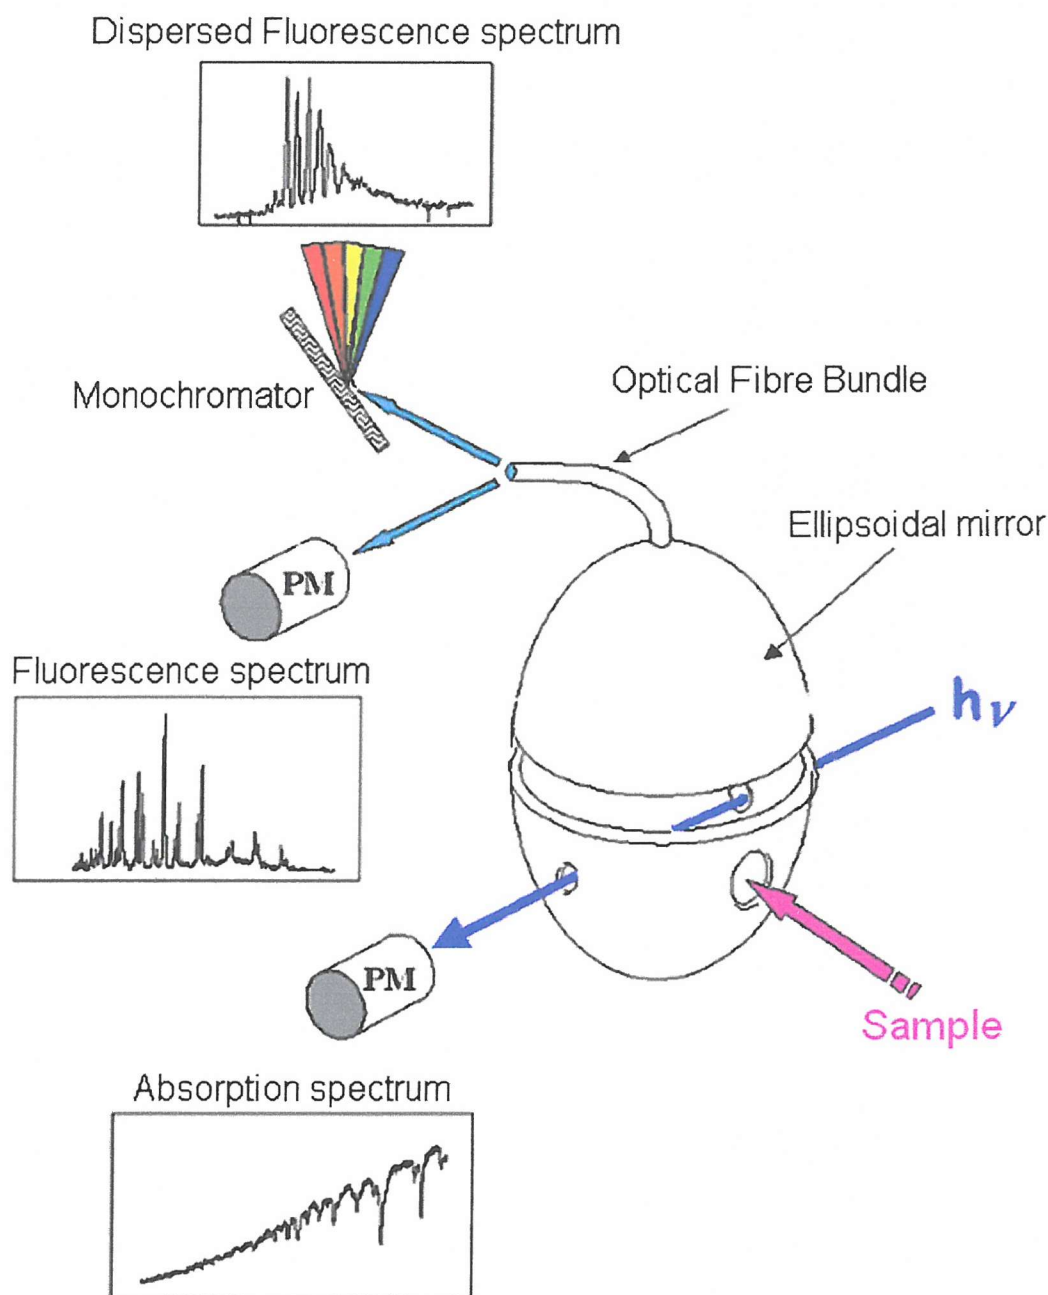 Dispersed Fluorescence spectrum
Monochromator
Optical Fibre Bundle
Ellipsoidal mirror
PM
Fluorescence spectrum
hν
PM
Sample
Absorption spectrum